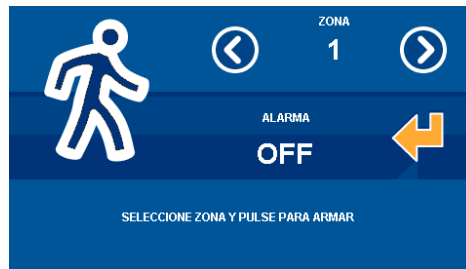 ZONA
1
ALARMA
OFF
SELECCIONE ZONA Y PULSE PARA ARMAR